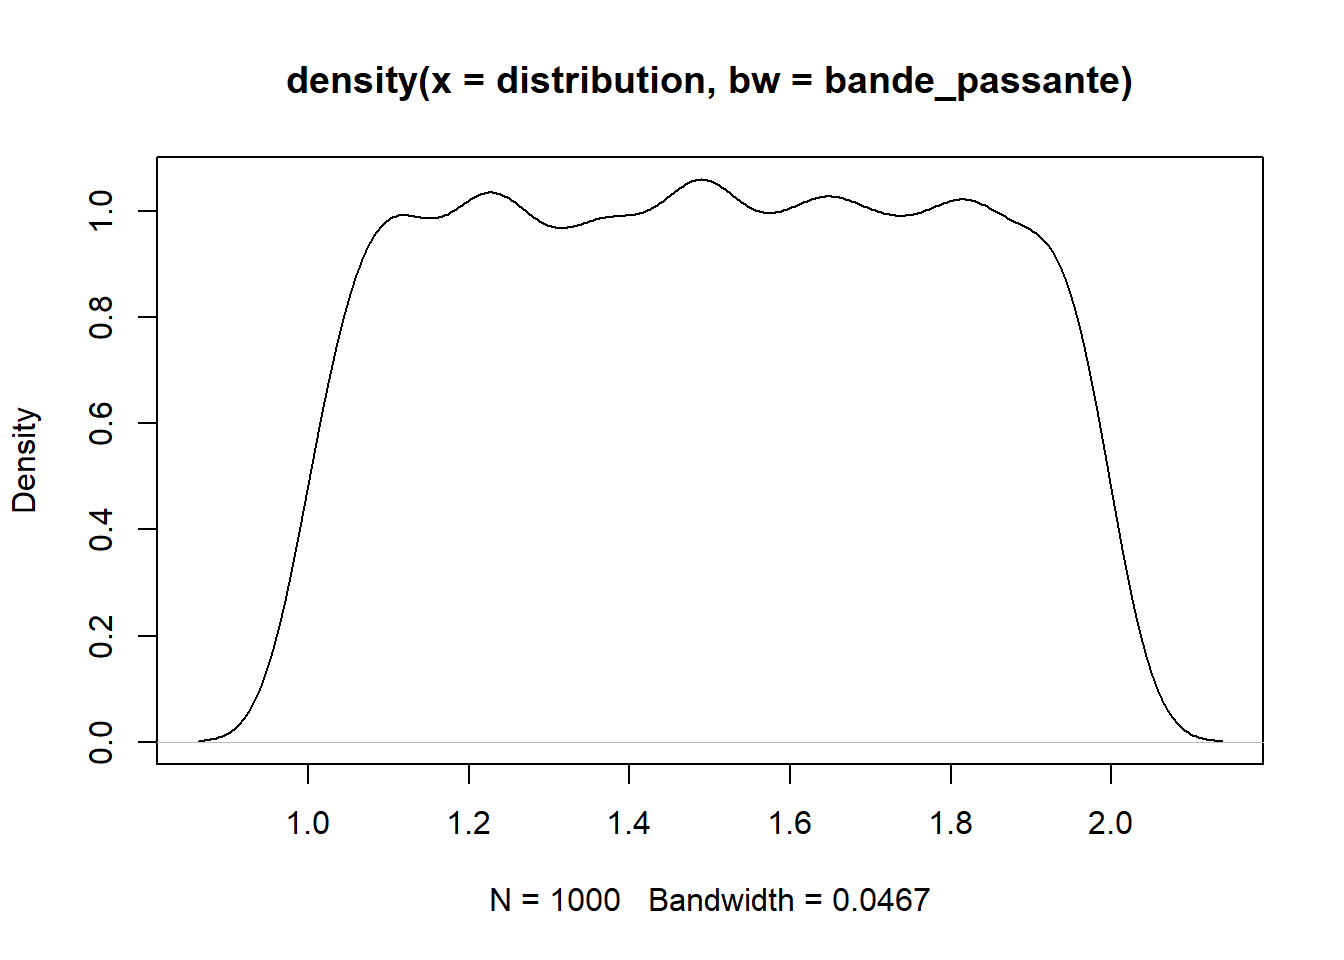 density(x = distribution, bw = bande_passante)
Density
0.0
0.2
0.4
0.6
0.8
1.0
1.0 1.2 1.4 1.6 1.8 2.0
N = 1000 Bandwidth = 0.0467